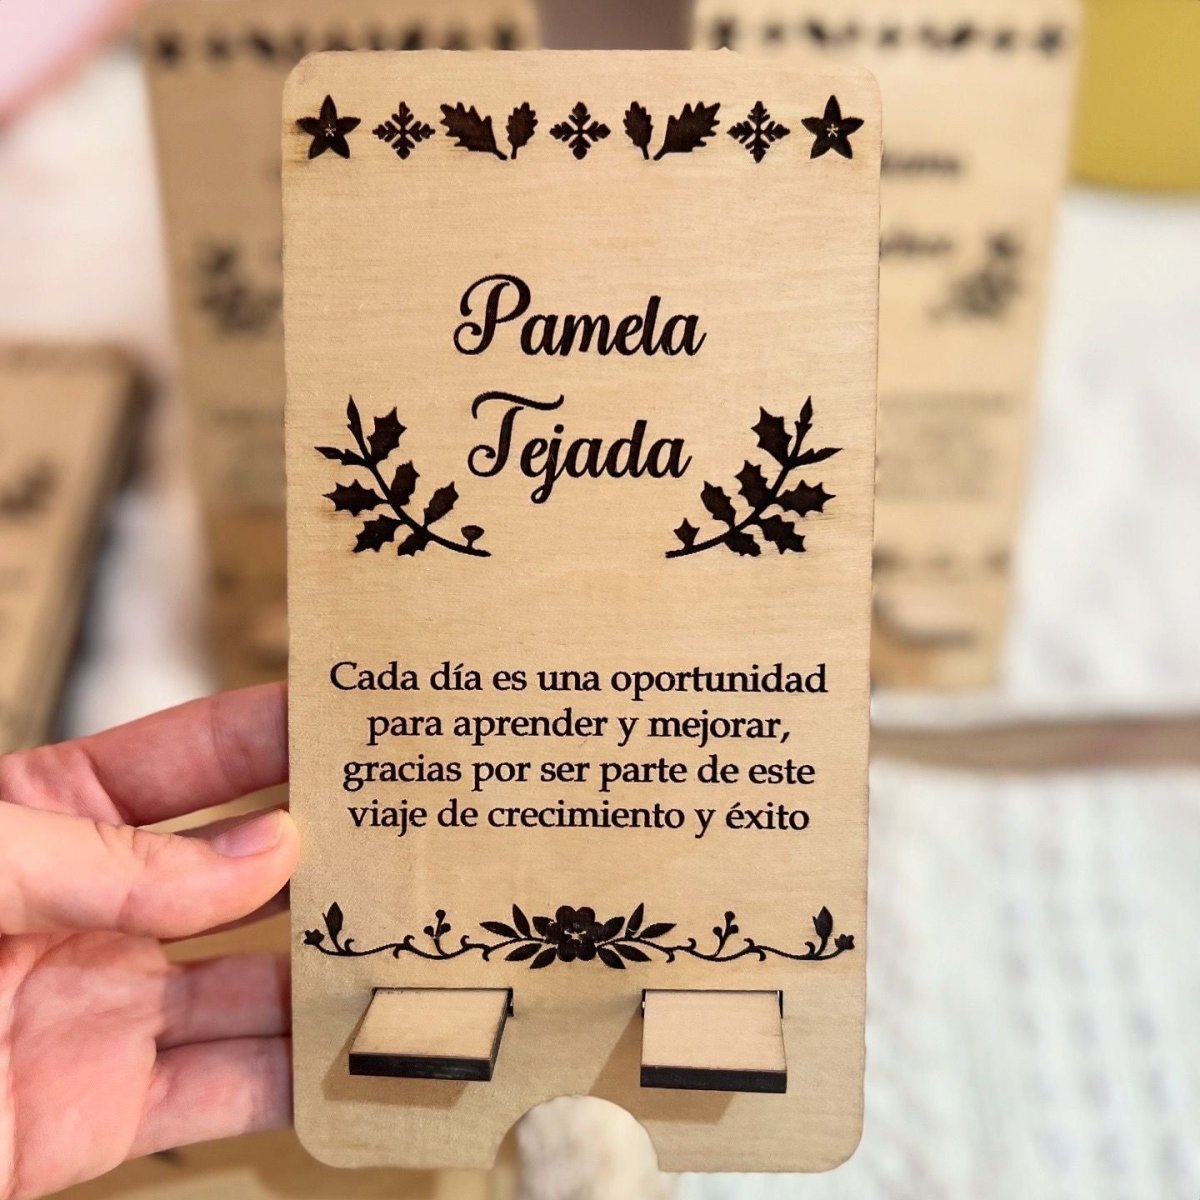 Pamela
Tejada
Cada día es una oportunidad
para aprender y mejorar,
gracias por ser parte de este
viaje de crecimiento y éxito